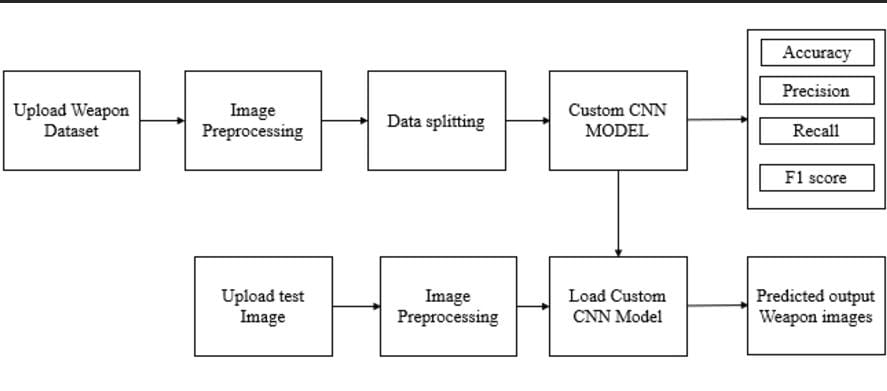 Upload Weapon
Dataset
Image
Preprocessing
Data splitting
Custom CNN
MODEL
Accuracy
Precision
Recall
F1 score
Upload test
Image
Image
Preprocessing
Load Custom
CNN Model
Predicted output
Weapon images